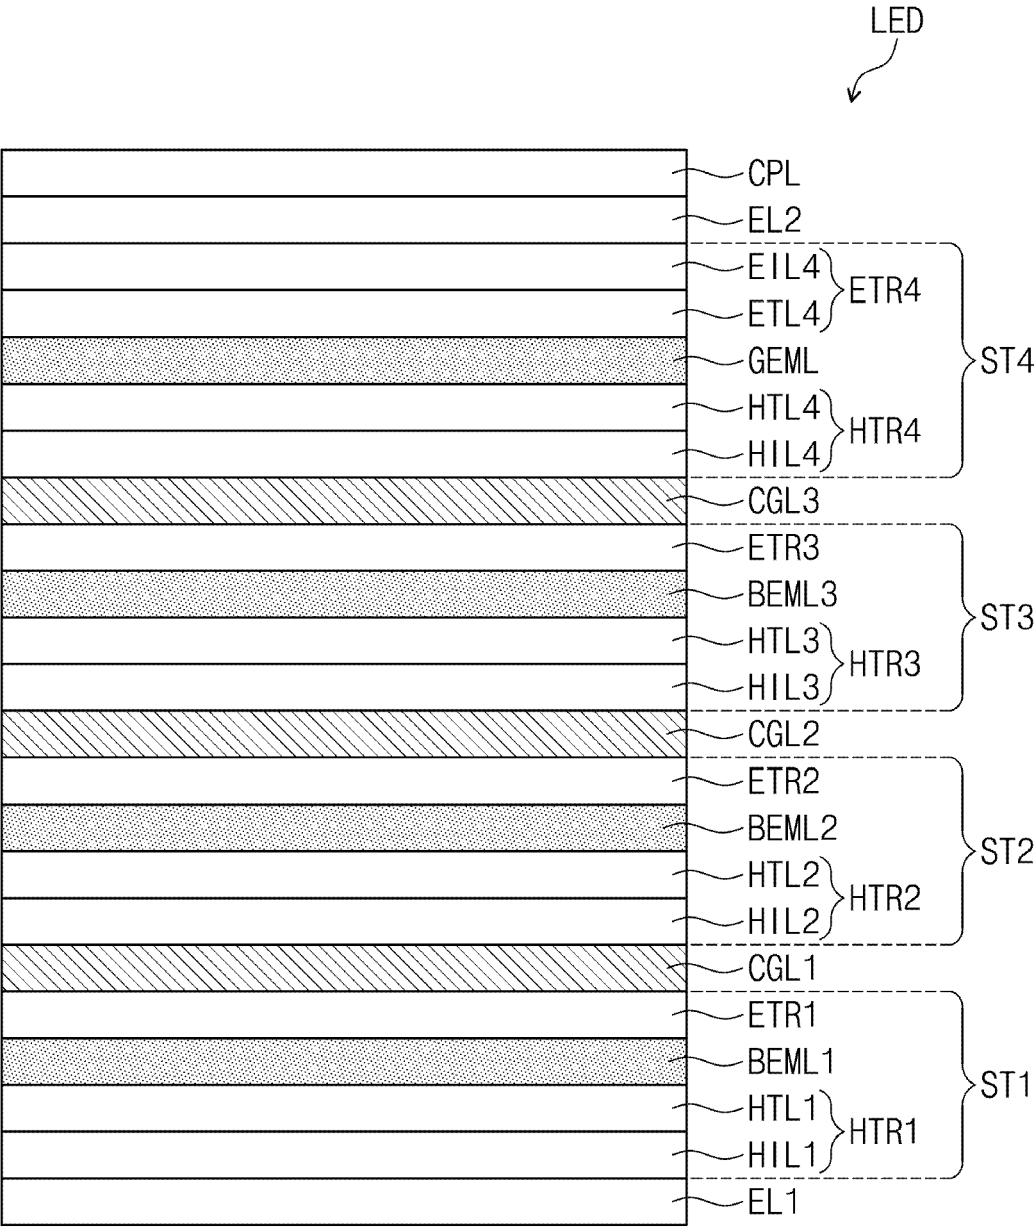 LED
CPL
EL2
EIL4
ETR4
ETL4
GEML
ST4
HTL4
HTR4
HIL4
CGL3
ETR3
BEML3
ST3
HTL3
HTR3
HIL3
CGL2
ETR2
BEML2
ST2
HTL2
HTR2
HIL2
CGL1
ETR1
BEML1
ST1
HTL1
HTR1
HIL1
EL1